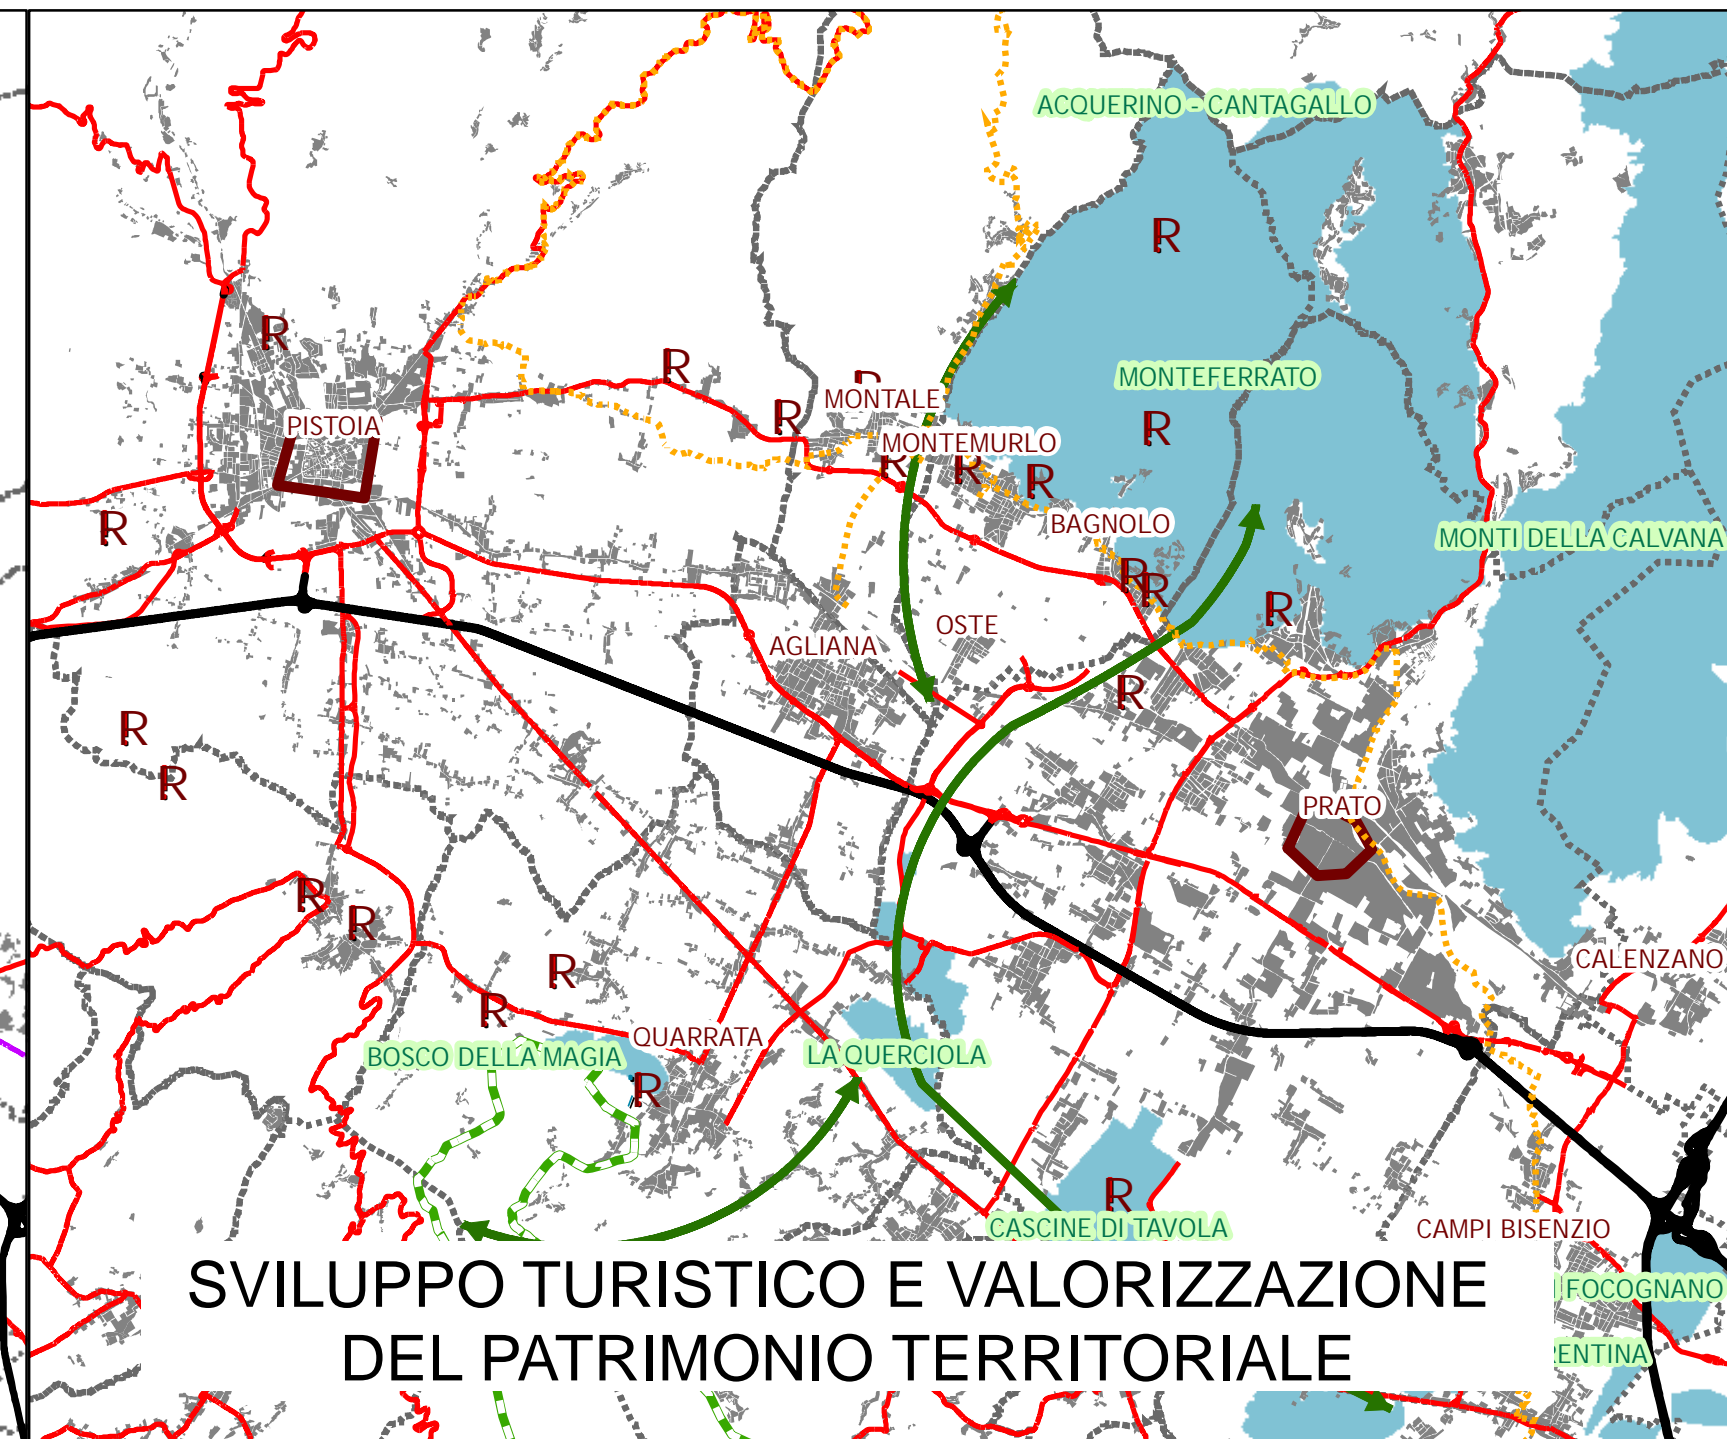 ACQUERINO - CANTAGALLO
R
R
R
MONTEFERRATO
R
MONTALE
R
PISTOIA
R
MONTEMURLO
R
R
R
R
BAGNOLO
MONTI DELLA CALVANA
R
R
R
R
OSTE
AGLIANA
R
R
R
PRATO
R
R
CALENZANO
R
R
QUARRATA
BOSCO DELLA MAGIA
LA QUERCIOLA
R
R
CASCINE DI TAVOLA
CAMPI BISENZIO
SVILUPPO TURISTICO E VALORIZZAZIONE
DEL PATRIMONIO TERRITORIALE
FOCOGNANO
RENTINA